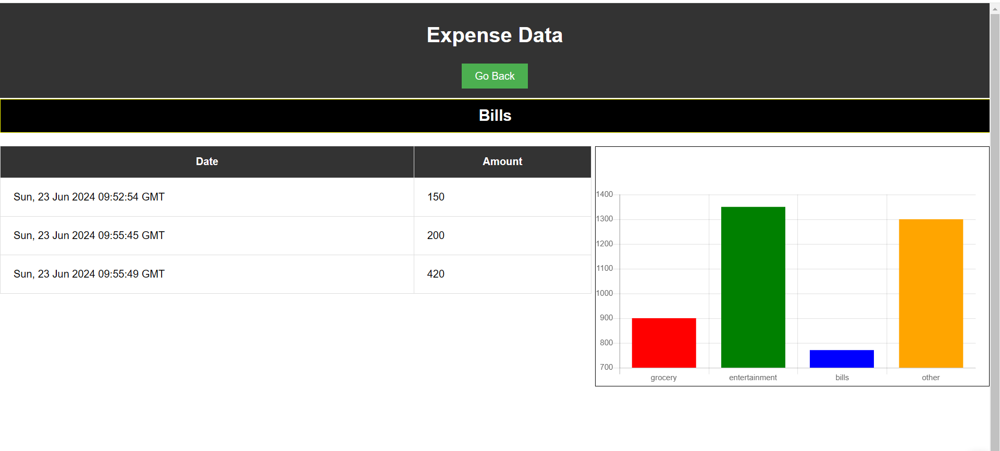 Expense Data
Go Back
Bills
Date Amount
Sun, 23 Jun 2024 09:52:54 GMT 150
Sun, 23 Jun 2024 09:55:45 GMT 200
Sun, 23 Jun 2024 09:55:49 GMT 420
1400
1300
1200
1100
1000
900
800
700
grocery entertainment bills other